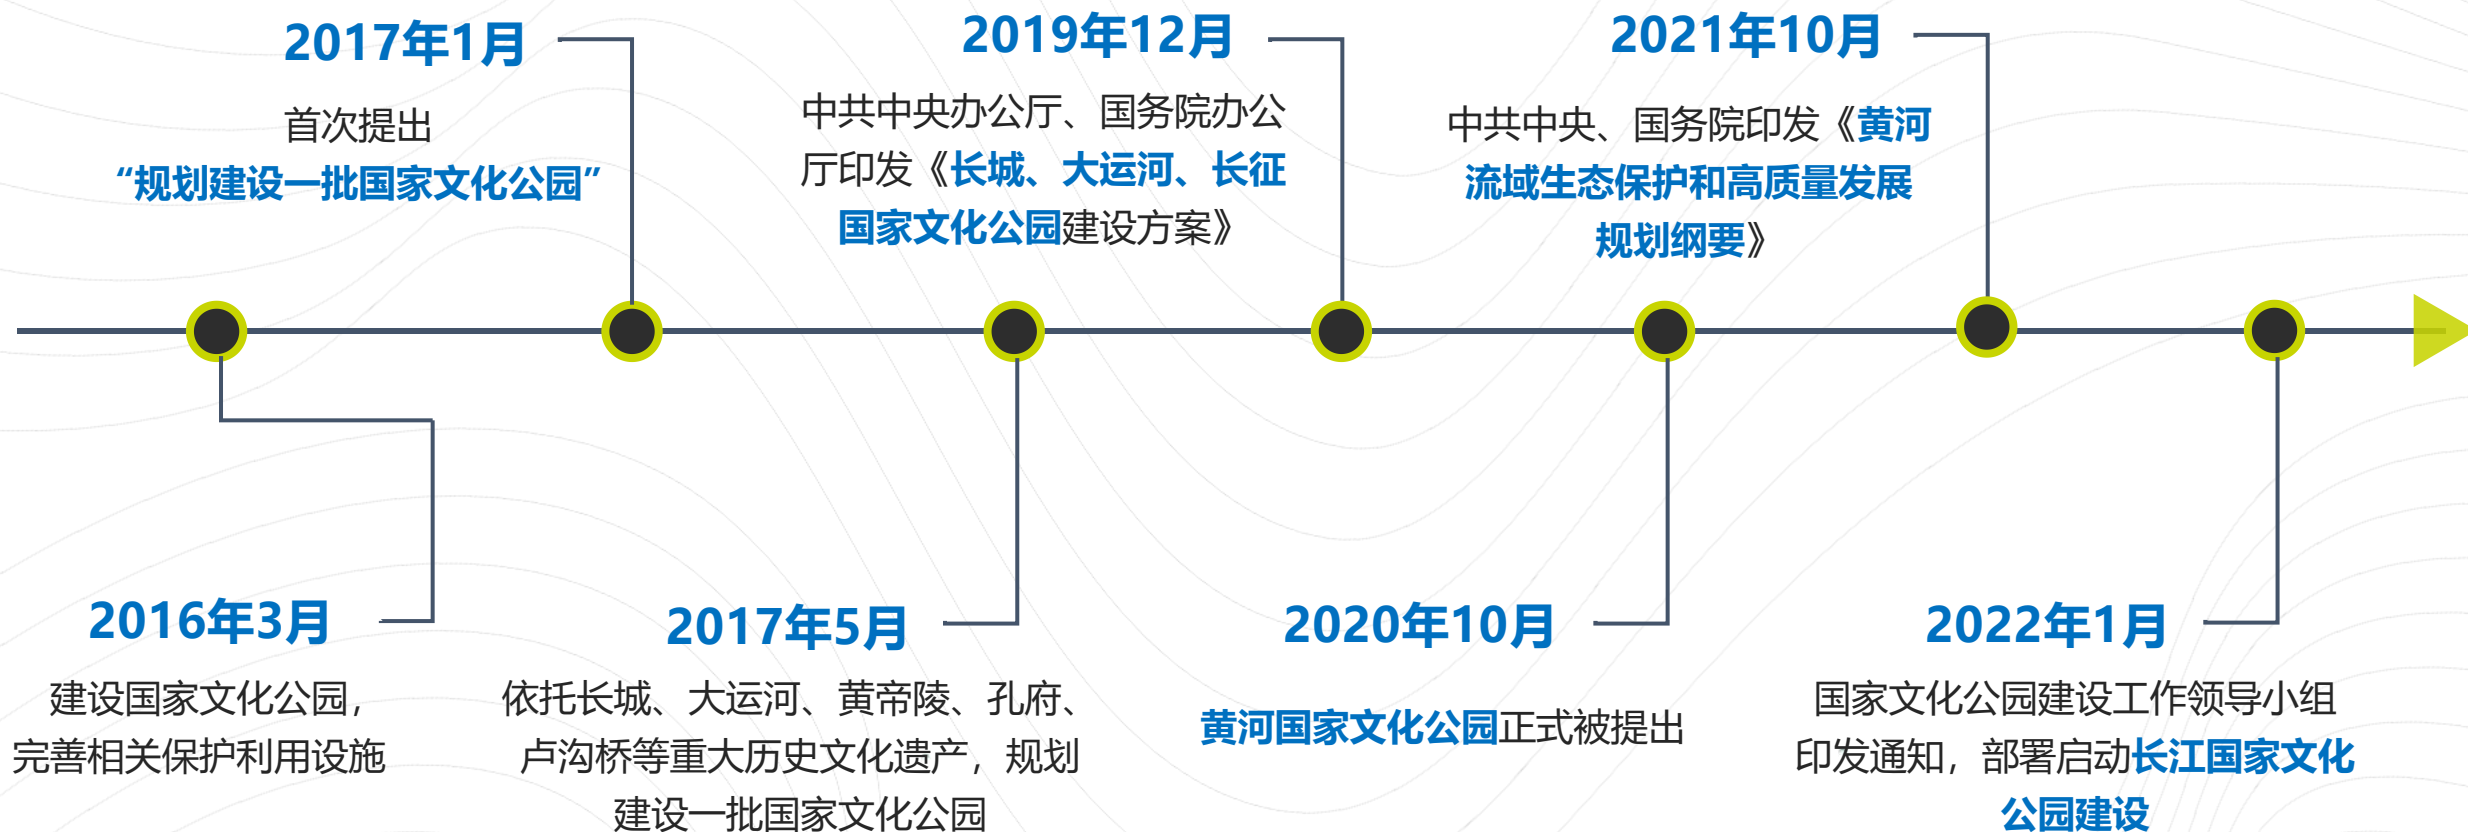 2017年1月
首次提出
“规划建设一批国家文化公园”
2019年12月
中共中央办公厅、国务院办公
厅印发《长城、大运河、长征
国家文化公园建设方案》
2021年10月
中共中央、国务院印发《黄河
流域生态保护和高质量发展
规划纲要》
2016年3月
建设国家文化公园，
完善相关保护利用设施
2017年5月
依托长城、大运河、黄帝陵、孔府、
卢沟桥等重大历史文化遗产，规划
建设一批国家文化公园
2020年10月
黄河国家文化公园正式被提出
2022年1月
国家文化公园建设工作领导小组
印发通知，部署启动长江国家文化
公园建设